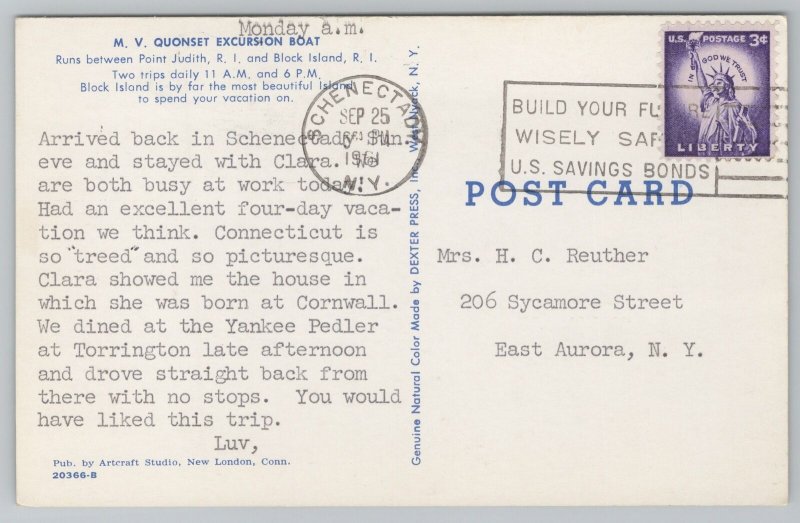 Monday a.m.
M. V. QUONSET EXCURSION BOAT
Runs between Point Judith, R. I. and Block Island, R. I.
Two trips daily 11 A.M. and 6 P.M.
Block Island is by far the most beautiful Island
to spend your vacation on.
Arrived back in Schenectady Sun.
eve and stayed with Clara. We
are both busy at work today.
Had an excellent four-day vaca-
tion we think. Connecticut is
so "treed" and so picturesque.
Clara showed me the house in
which she was born at Cornwall.
We dined at the Yankee Pedler
at Torrington late afternoon
and drove straight back from
there with no stops. You would
have liked this trip.
Luv,
Pub. by Artcraft Studio, New London, Conn.
20366-B
Genuine Natural Color Made by DEXTER PRESS, Inc., West Nyack, N. Y.
SCHENECTADY
SEP 25
PM
1961
N.Y.
BUILD YOUR FU
WISELY SAF
U.S. SAVINGS BONDS
U.S. POSTAGE 3¢
IN GOD WE TRUST
LIBERTY
POST CARD
Mrs. H. C. Reuther
206 Sycamore Street
East Aurora, N. Y.